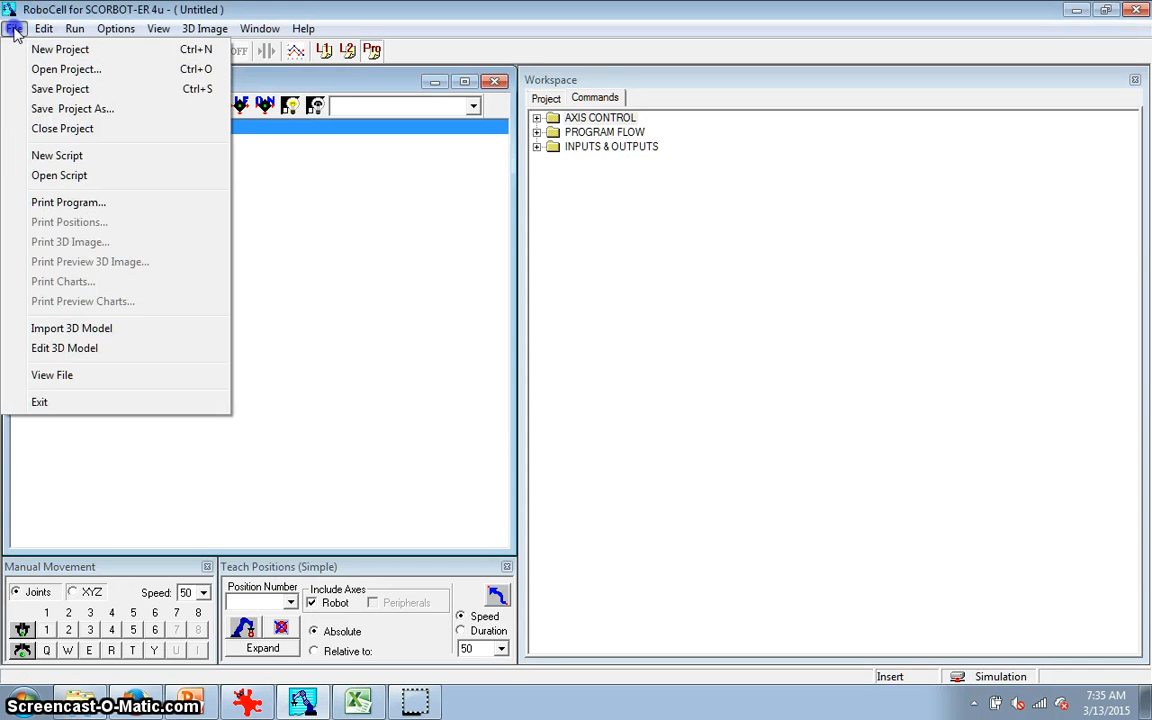 RoboCell for SCORBOT-ER 4u - ( Untitled )
File Edit Run Options View 3D Image Window Help
New Project Ctrl+N
Open Project... Ctrl+O
Save Project Ctrl+S
Save Project As...
Close Project
New Script
Open Script
Print Program...
Print Positions...
Print 3D Image...
Print Preview 3D Image...
Print Charts...
Print Preview Charts...
Import 3D Model
Edit 3D Model
View File
Exit
OFF L1 L2 Prg
Workspace
Project Commands
AXIS CONTROL
PROGRAM FLOW
INPUTS & OUTPUTS
Manual Movement
Joints XYZ Speed: 50
1 2 3 4 5 6 7 8
1 2 3 4 5 6 7 8
Q W E R T Y U I
Teach Positions (Simple)
Position Number
Include Axes
Robot Peripherals
Absolute
Expand
Relative to:
Speed
Duration
50
Insert Simulation
Screencast-O-Matic.com
7:35 AM
3/13/2015